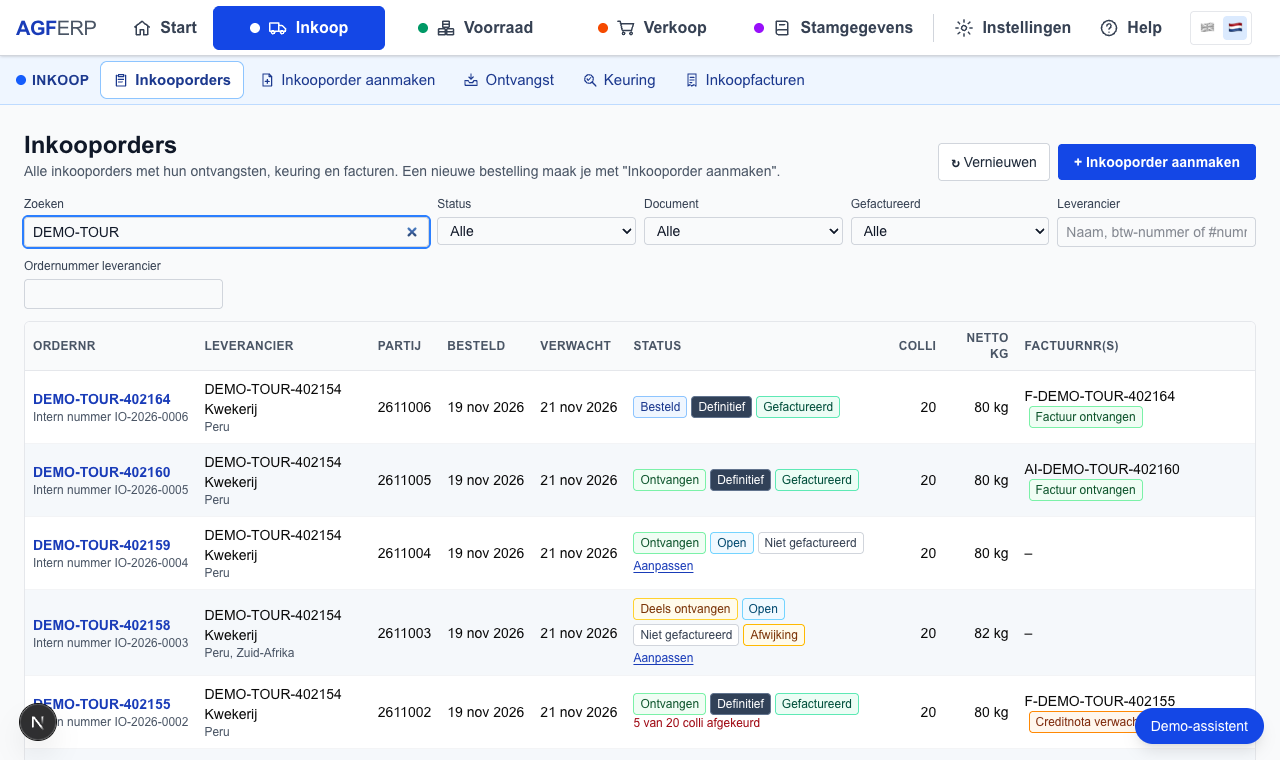 AGFERP Start Inkoop Voorraad Verkoop Stamgegevens Instellingen Help
INKOOP Inkooporders Inkooporder aanmaken Ontvangst Keuring Inkoopfacturen
Inkooporders
Alle inkooporders met hun ontvangsten, keuring en facturen. Een nieuwe bestelling maak je met "Inkooporder aanmaken".
↻ Vernieuwen + Inkooporder aanmaken
Zoeken Status Document Gefactureerd Leverancier
DEMO-TOUR × Alle Alle Alle Naam, btw-nummer of #numr
Ordernummer leverancier
ORDERNR LEVERANCIER PARTIJ BESTELD VERWACHT STATUS COLLI NETTO KG FACTUURNR(S)
DEMO-TOUR-402164
Intern nummer IO-2026-0006
DEMO-TOUR-402154
Kwekerij
Peru
2611006 19 nov 2026 21 nov 2026 Besteld Definitief Gefactureerd 20 80 kg
F-DEMO-TOUR-402164
Factuur ontvangen
DEMO-TOUR-402160
Intern nummer IO-2026-0005
DEMO-TOUR-402154
Kwekerij
Peru
2611005 19 nov 2026 21 nov 2026 Ontvangen Definitief Gefactureerd 20 80 kg
AI-DEMO-TOUR-402160
Factuur ontvangen
DEMO-TOUR-402159
Intern nummer IO-2026-0004
DEMO-TOUR-402154
Kwekerij
Peru
2611004 19 nov 2026 21 nov 2026 Ontvangen Open Niet gefactureerd
Aanpassen
20 80 kg –
DEMO-TOUR-402158
Intern nummer IO-2026-0003
DEMO-TOUR-402154
Kwekerij
Peru, Zuid-Afrika
2611003 19 nov 2026 21 nov 2026 Deels ontvangen Open
Niet gefactureerd Afwijking
Aanpassen
20 82 kg –
DEMO-TOUR-402155
nummer IO-2026-0002
DEMO-TOUR-402154
Kwekerij
Peru
2611002 19 nov 2026 21 nov 2026 Ontvangen Definitief Gefactureerd
5 van 20 colli afgekeurd
20 80 kg
F-DEMO-TOUR-402155
Creditnota
N
Demo-assistent